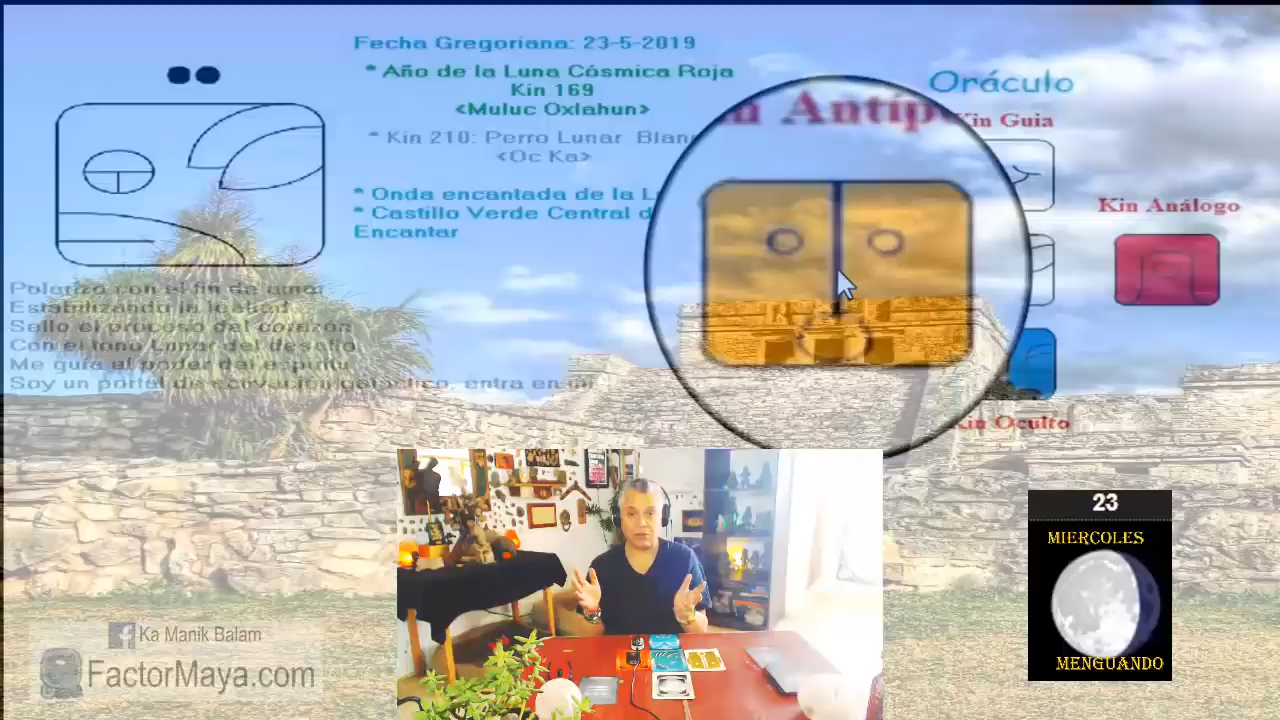 Fecha Gregoriana: 23-5-2019
* Año de la Luna Cósmica Roja
Kin 169
<Muluc Oxlahun>
* Kin 210: Perro Lunar Blan
<Oc Ka>
* Onda encantada de la L
* Castillo Verde Central d
Encantar
Polarizo con el fin de amar
Estabilizando la lealtad
Sello el proceso del corazón
Con el tono Lunar del desafío
Me guía el poder del espíritu
Soy un portal de activación galáctico, entra en mí
Antíp
Oráculo
Kin Guia
Kin Análogo
Kin Oculto
23
MIERCOLES
MENGUANDO
Ka Manik Balam
FactorMaya.com